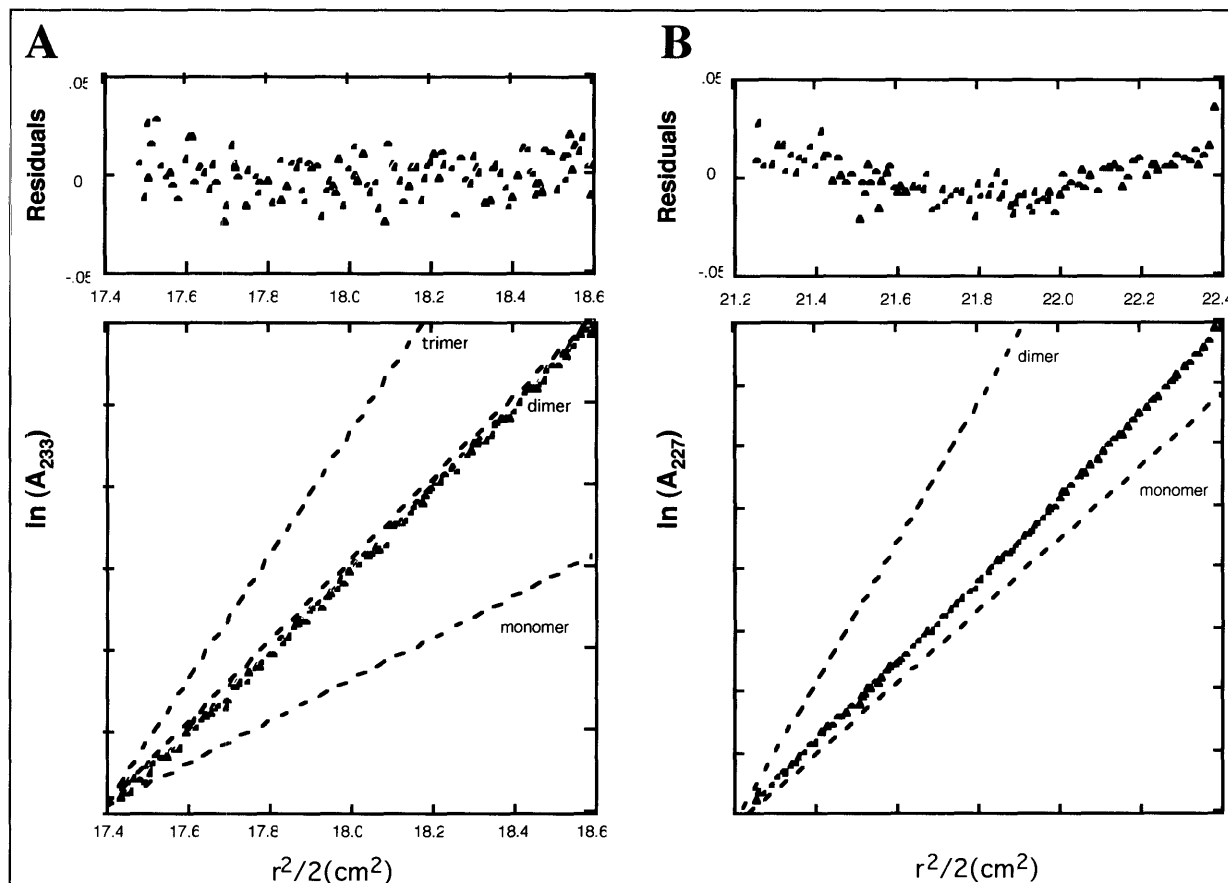 A
Residuals
.05
0
-.05
17.4 17.6 17.8 18.0 18.2 18.4 18.6
ln (A233)
trimer
dimer
monomer
17.4 17.6 17.8 18.0 18.2 18.4 18.6
r²/2(cm²)
B
Residuals
.05
0
-.05
21.2 21.4 21.6 21.8 22.0 22.2 22.4
ln (A227)
dimer
monomer
r²/2(cm²)